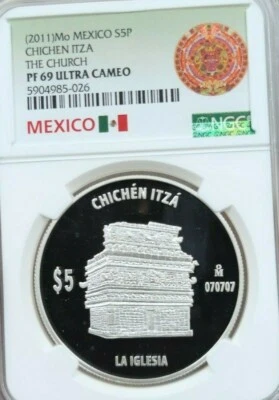 (2011)Mo MEXICO S5P
CHICHEN ITZA
THE CHURCH
PF 69 ULTRA CAMEO
5904985-026
MEXICO
NGC
CHICHÉN ITZÁ
$5
Mo
070707
LA IGLESIA